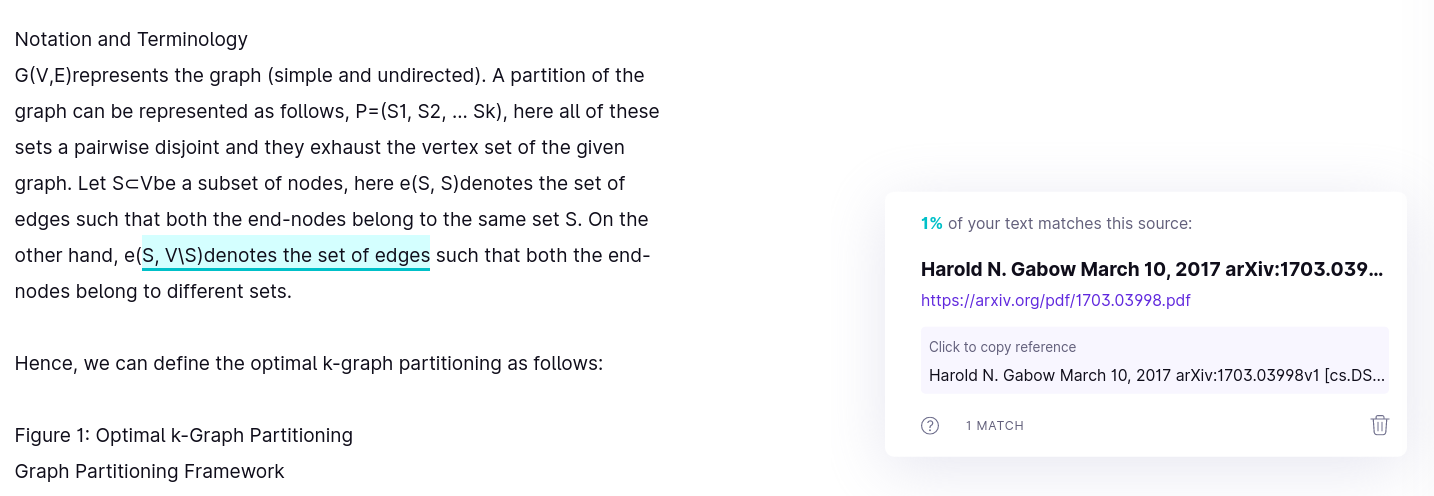 Notation and Terminology
G(V,E)represents the graph (simple and undirected). A partition of the
graph can be represented as follows, P=(S1, S2, ... Sk), here all of these
sets a pairwise disjoint and they exhaust the vertex set of the given
graph. Let S⊂Vbe a subset of nodes, here e(S, S)denotes the set of
edges such that both the end-nodes belong to the same set S. On the
other hand, e(S, V\S)denotes the set of edges such that both the end-
nodes belong to different sets.
Hence, we can define the optimal k-graph partitioning as follows:
Figure 1: Optimal k-Graph Partitioning
Graph Partitioning Framework
1% of your text matches this source:
Harold N. Gabow March 10, 2017 arXiv:1703.039...
https://arxiv.org/pdf/1703.03998.pdf
Click to copy reference
Harold N. Gabow March 10, 2017 arXiv:1703.03998v1 [cs.DS...
1 MATCH